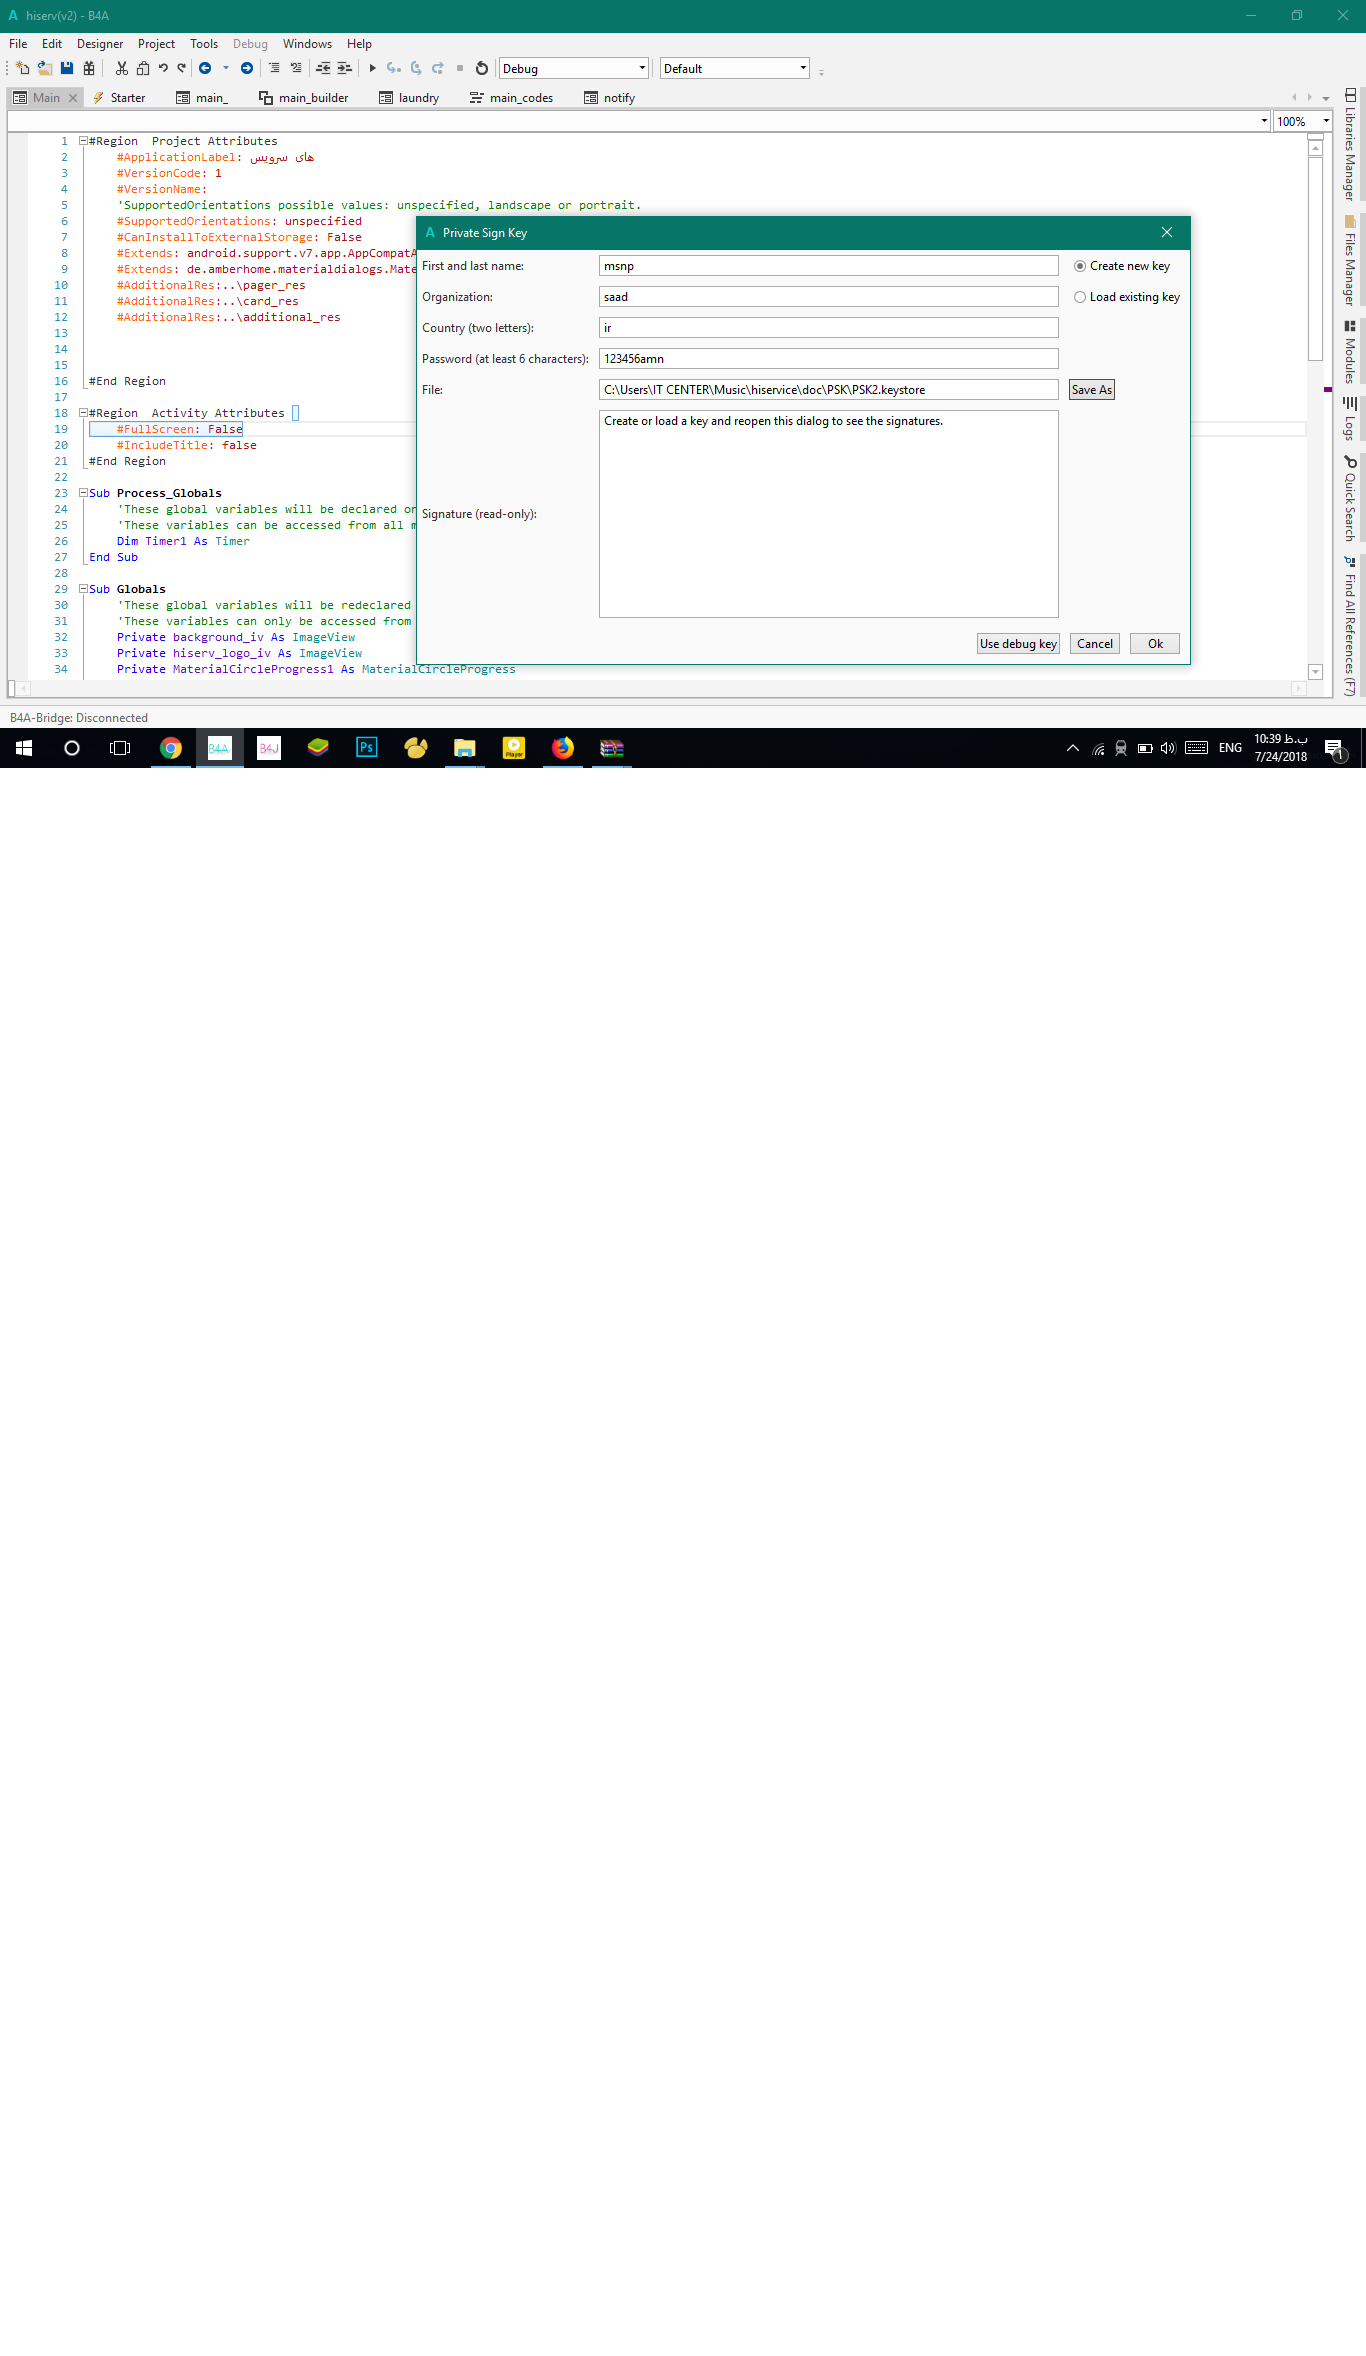 A hiserv(v2) - B4A
File Edit Designer Project Tools Debug Windows Help
Debug Default
Main Starter main_ main_builder laundry main_codes notify
100%
1 #Region  Project Attributes
2 #ApplicationLabel: های سرویس
3 #VersionCode: 1
4 #VersionName:
5 'SupportedOrientations possible values: unspecified, landscape or portrait.
6 #SupportedOrientations: unspecified
7 #CanInstallToExternalStorage: False
8 #Extends: android.support.v7.app.AppCompatA
9 #Extends: de.amberhome.materialdialogs.Mate
10 #AdditionalRes:..\pager_res
11 #AdditionalRes:..\card_res
12 #AdditionalRes:..\additional_res
13
14
15
16 #End Region
17
18 #Region  Activity Attributes
19 #FullScreen: False
20 #IncludeTitle: false
21 #End Region
22
23 Sub Process_Globals
24 'These global variables will be declared on
25 'These variables can be accessed from all m
26 Dim Timer1 As Timer
27 End Sub
28
29 Sub Globals
30 'These global variables will be redeclared
31 'These variables can only be accessed from
32 Private background_iv As ImageView
33 Private hiserv_logo_iv As ImageView
34 Private MaterialCircleProgress1 As MaterialCircleProgress
A Private Sign Key
First and last name: msnp Create new key
Organization: saad Load existing key
Country (two letters): ir
Password (at least 6 characters): 123456amn
File: C:\Users\IT CENTER\Music\hiservice\doc\PSK\PSK2.keystore Save As
Create or load a key and reopen this dialog to see the signatures.
Signature (read-only):
Use debug key Cancel Ok
Libraries Manager
Files Manager
Modules
Logs
Quick Search
Find All References (F7)
B4A-Bridge: Disconnected
B4A B4J Ps Player ENG 10:39 ب.ظ
7/24/2018 1